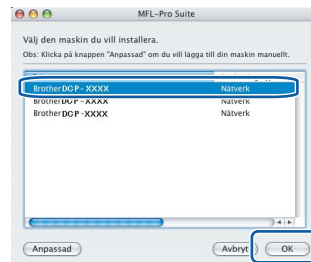 MFL-Pro Suite
Välj den maskin du vill installera.
Obs: Klicka på knappen "Anpassad" om du vill lägga till din maskin manuellt.
Brother DCP-XXXX Nätverk
Brother DCP-XXXX Nätverk
Brother DCP-XXXX Nätverk
Anpassad Avbryt OK